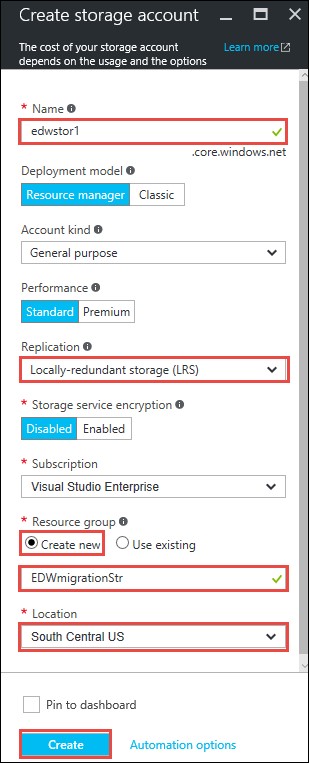 Create storage account
The cost of your storage account
depends on the usage and the options
Learn more
* Name
edwstor1
.core.windows.net
Deployment model
Resource manager Classic
Account kind
General purpose
Performance
Standard Premium
Replication
Locally-redundant storage (LRS)
* Storage service encryption
Disabled Enabled
* Subscription
Visual Studio Enterprise
* Resource group
Create new Use existing
EDWmigrationStr
* Location
South Central US
Pin to dashboard
Create Automation options